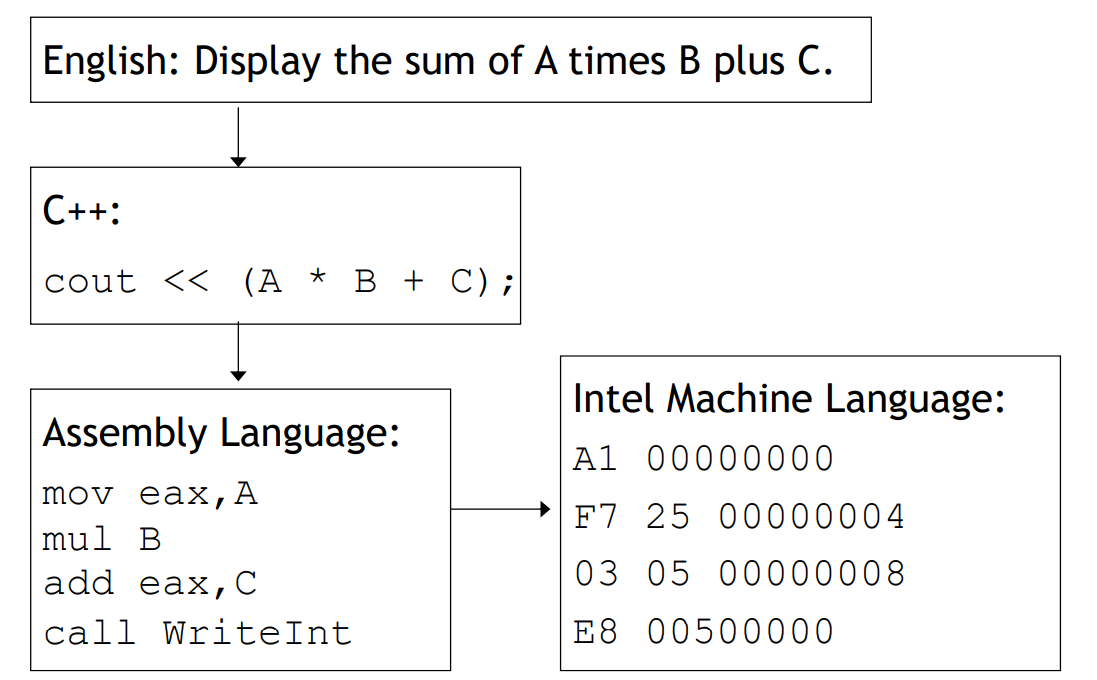 English: Display the sum of A times B plus C.
C++:
cout << (A * B + C);
Assembly Language:
mov eax,A
mul B
add eax,C
call WriteInt
Intel Machine Language:
A1 00000000
F7 25 00000004
03 05 00000008
E8 00500000